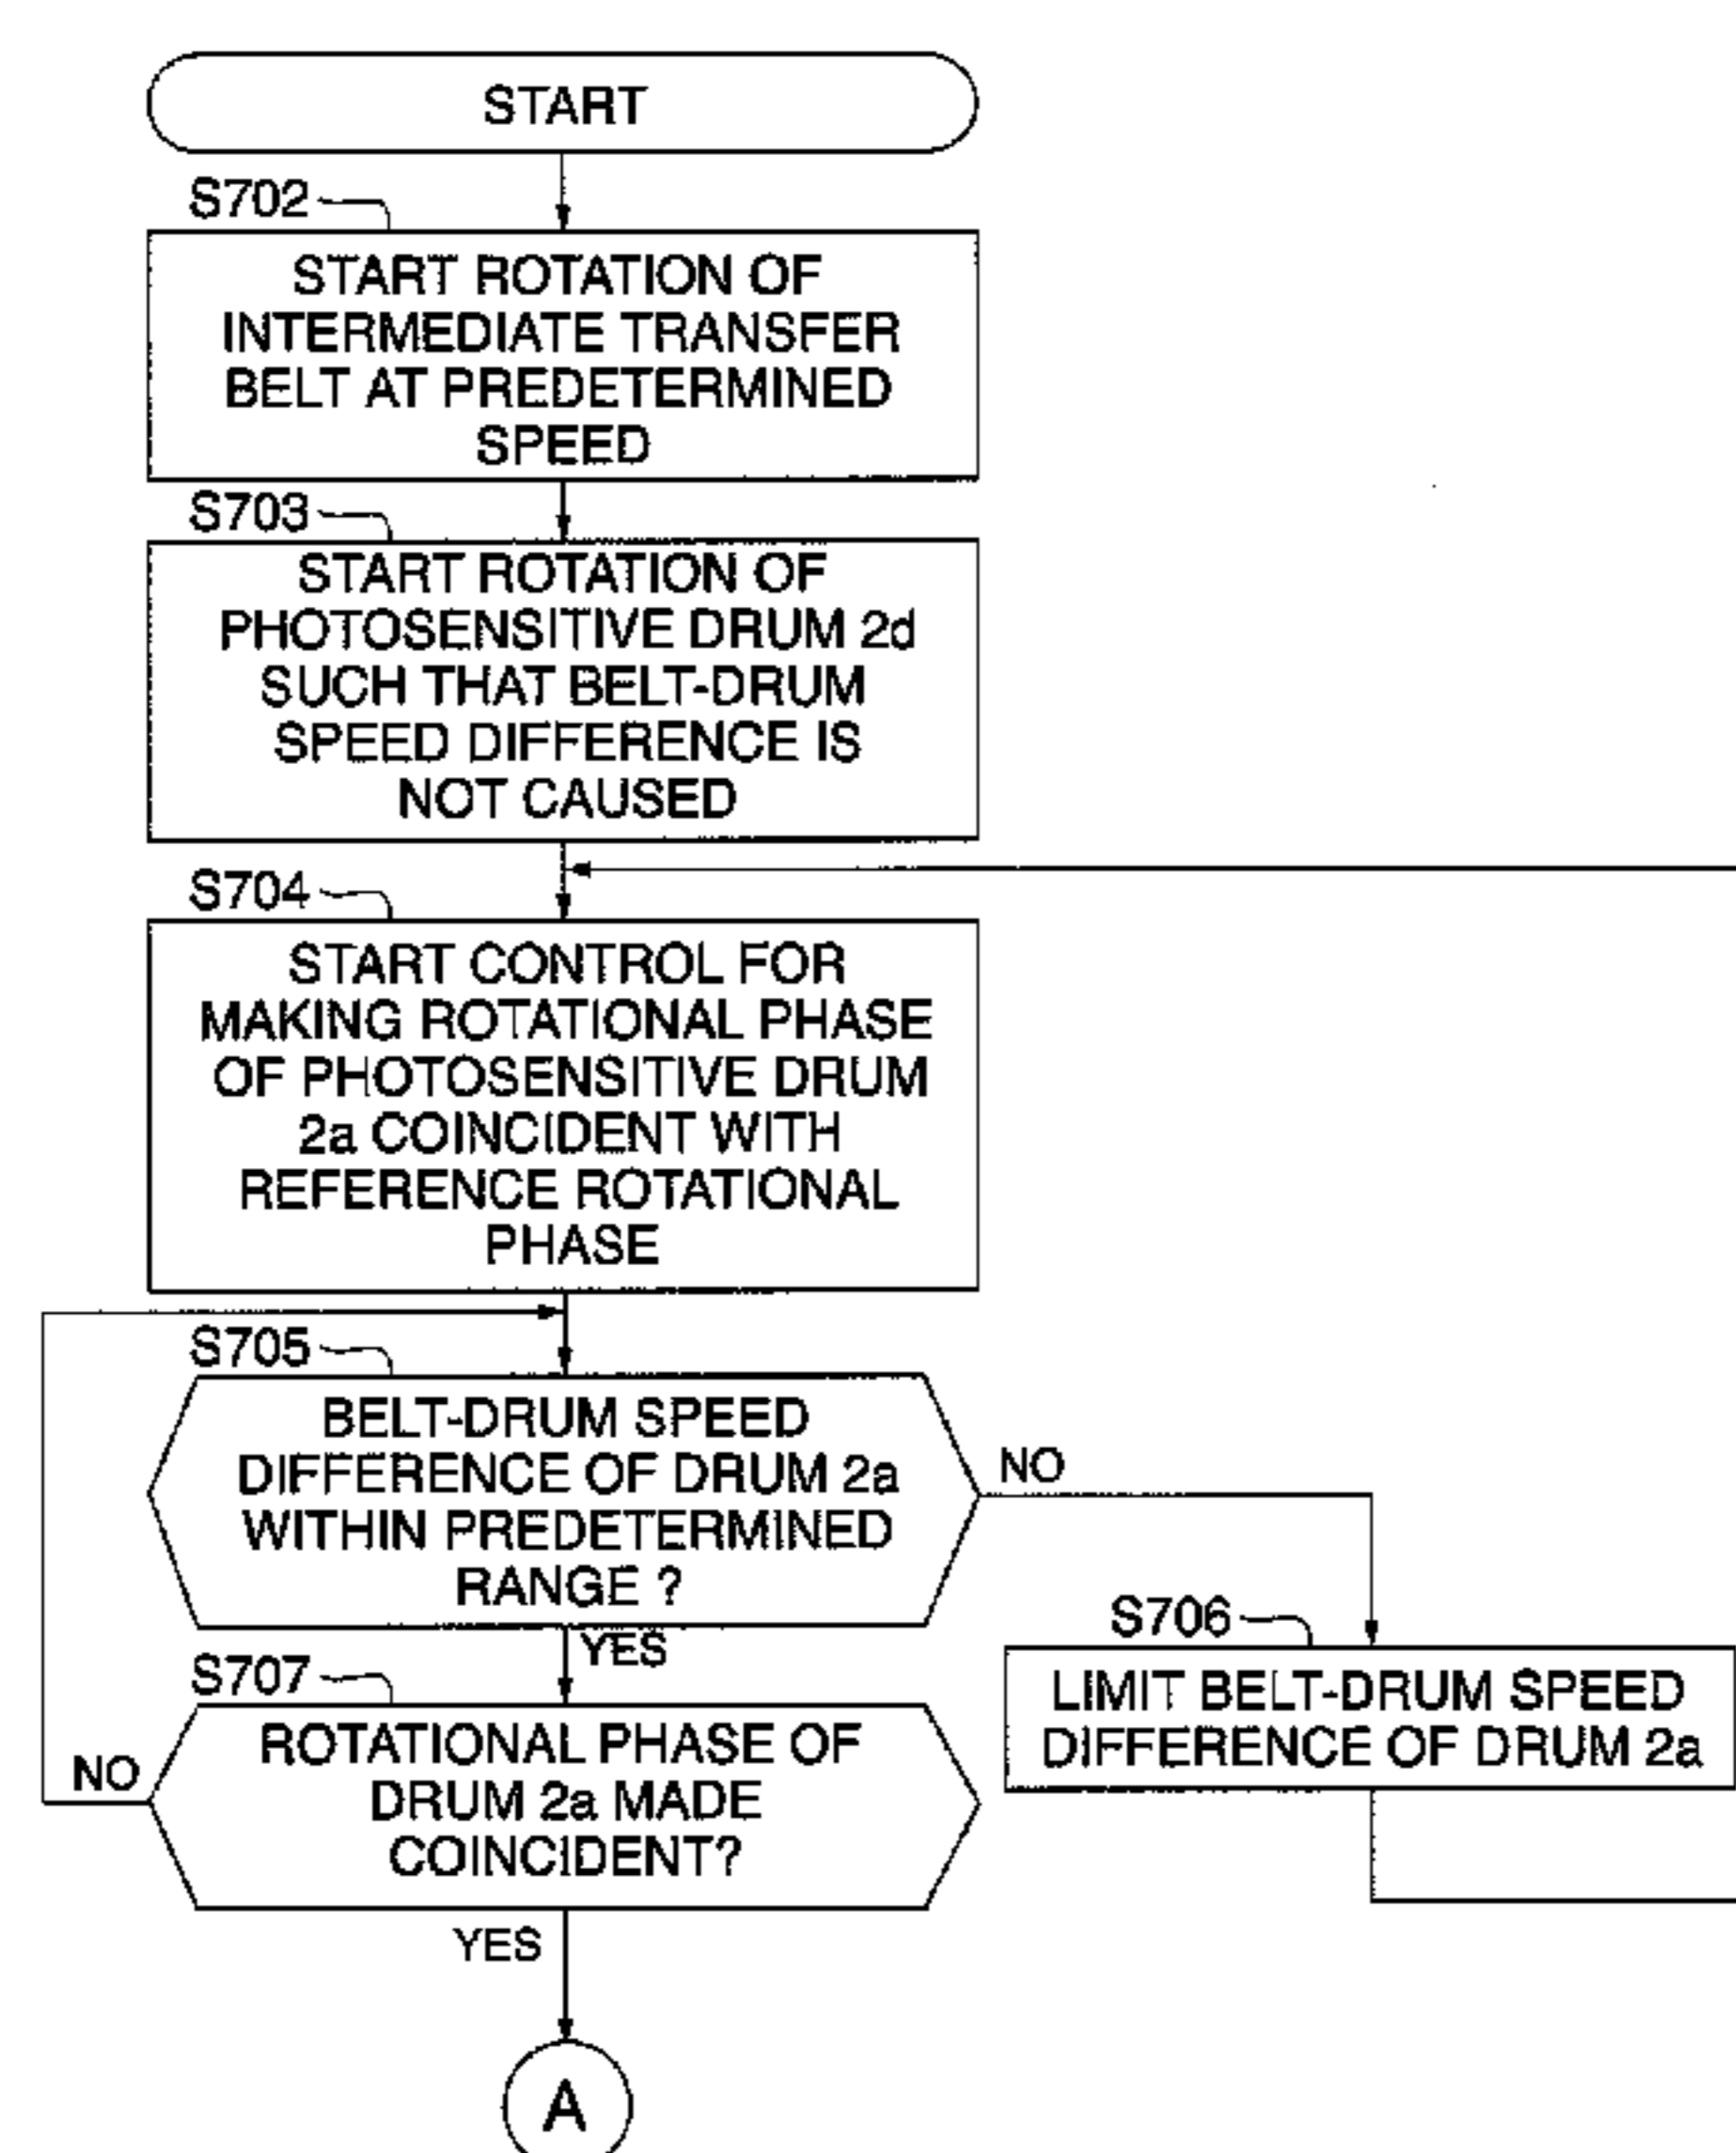 START
S702
START ROTATION OF
INTERMEDIATE TRANSFER
BELT AT PREDETERMINED
SPEED
S703
START ROTATION OF
PHOTOSENSITIVE DRUM 2d
SUCH THAT BELT-DRUM
SPEED DIFFERENCE IS
NOT CAUSED
S704
START CONTROL FOR
MAKING ROTATIONAL PHASE
OF PHOTOSENSITIVE DRUM
2a COINCIDENT WITH
REFERENCE ROTATIONAL
PHASE
S705
BELT-DRUM SPEED
DIFFERENCE OF DRUM 2a
WITHIN PREDETERMINED
RANGE ?
NO
YES
S706
LIMIT BELT-DRUM SPEED
DIFFERENCE OF DRUM 2a
S707
ROTATIONAL PHASE OF
DRUM 2a MADE
COINCIDENT?
NO
YES
A